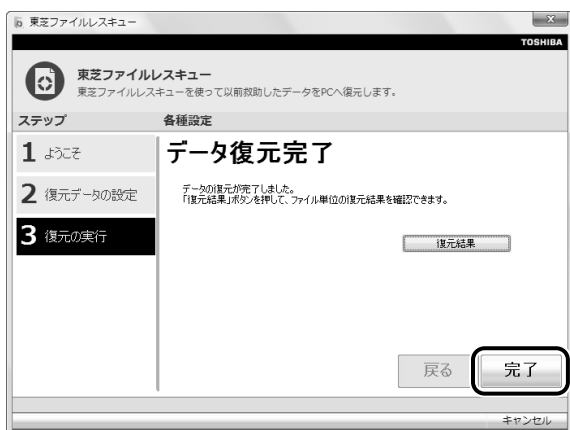 東芝ファイルレスキュー
TOSHIBA
東芝ファイルレスキュー
東芝ファイルレスキューを使って以前救助したデータをPCへ復元します。
ステップ
各種設定
1 ようこそ
2 復元データの設定
3 復元の実行
データ復元完了
データの復元が完了しました。
「復元結果」ボタンを押して、ファイル単位の復元結果を確認できます。
復元結果
戻る
完了
キャンセル